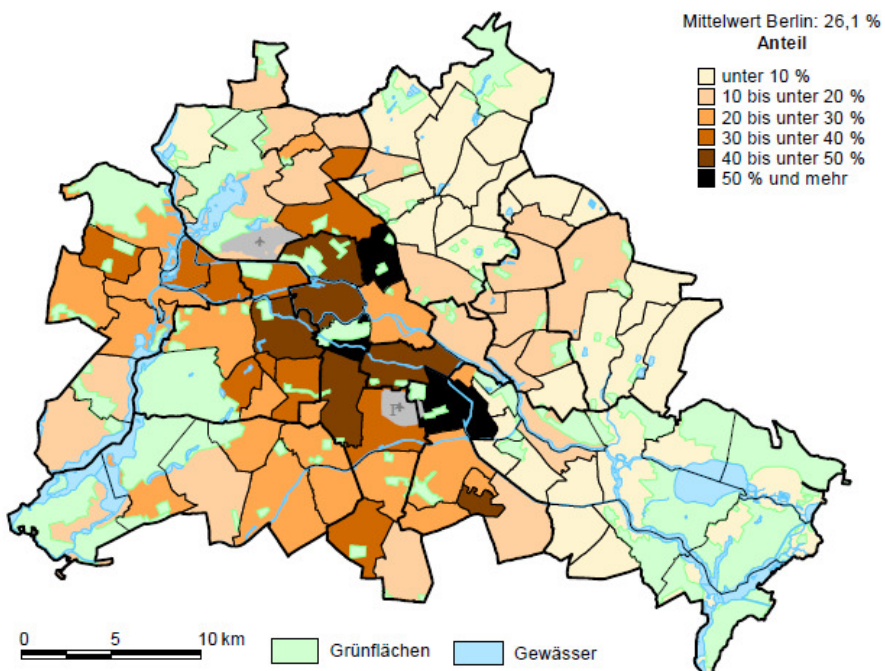 Mittelwert Berlin: 26,1 %
Anteil
unter 10 %
10 bis unter 20 %
20 bis unter 30 %
30 bis unter 40 %
40 bis unter 50 %
50 % und mehr
0 5 10 km
Grünflächen
Gewässer